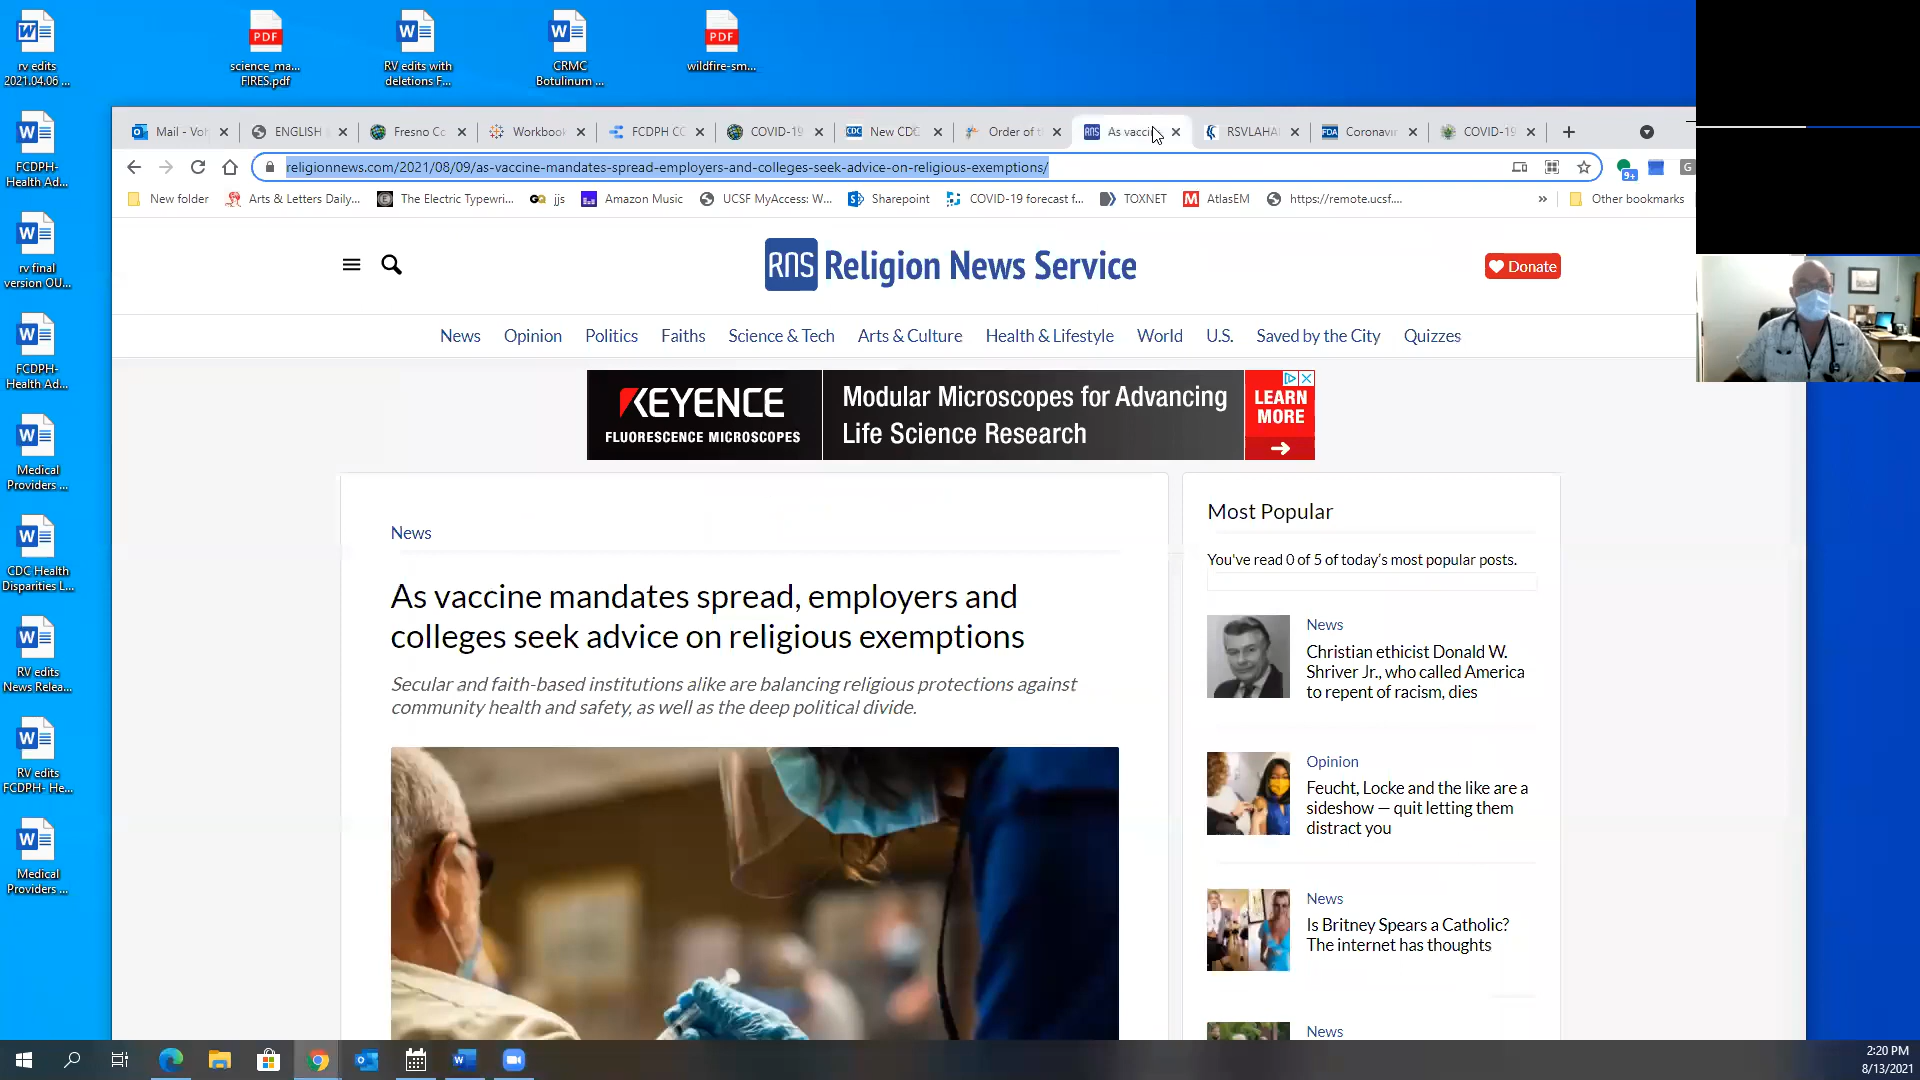 rv edits
2021.04.06 ...
science_ma...
FIRES.pdf
RV edits with
deletions F...
CRMC
Botulinum ...
wildfire-sm...
FCDPH-
Health Ad...
rv final
version OU...
FCDPH-
Health Ad...
Medical
Providers ...
CDC Health
Disparities L...
RV edits
News Relea...
RV edits
FCDPH- He...
Medical
Providers ...
Mail - Vo
ENGLISH
Fresno Co
Workbook
FCDPH CO
COVID-19
New CDC
Order of t
As vacci
RSVLAHA
Coronavir
COVID-19
religionnews.com/2021/08/09/as-vaccine-mandates-spread-employers-and-colleges-seek-advice-on-religious-exemptions/
9+
G
New folder
Arts & Letters Daily...
The Electric Typewri...
jjs
Amazon Music
UCSF MyAccess: W...
Sharepoint
COVID-19 forecast f...
TOXNET
AtlasEM
https://remote.ucsf....
»
Other bookmarks
RNS Religion News Service
Donate
News Opinion Politics Faiths Science & Tech Arts & Culture Health & Lifestyle World U.S. Saved by the City Quizzes
KEYENCE
FLUORESCENCE MICROSCOPES
Modular Microscopes for Advancing
Life Science Research
LEARN
MORE
News
As vaccine mandates spread, employers and
colleges seek advice on religious exemptions
Secular and faith-based institutions alike are balancing religious protections against
community health and safety, as well as the deep political divide.
Most Popular
You've read 0 of 5 of today's most popular posts.
News
Christian ethicist Donald W.
Shriver Jr., who called America
to repent of racism, dies
Opinion
Feucht, Locke and the like are a
sideshow — quit letting them
distract you
News
Is Britney Spears a Catholic?
The internet has thoughts
News
2:20 PM
8/13/2021